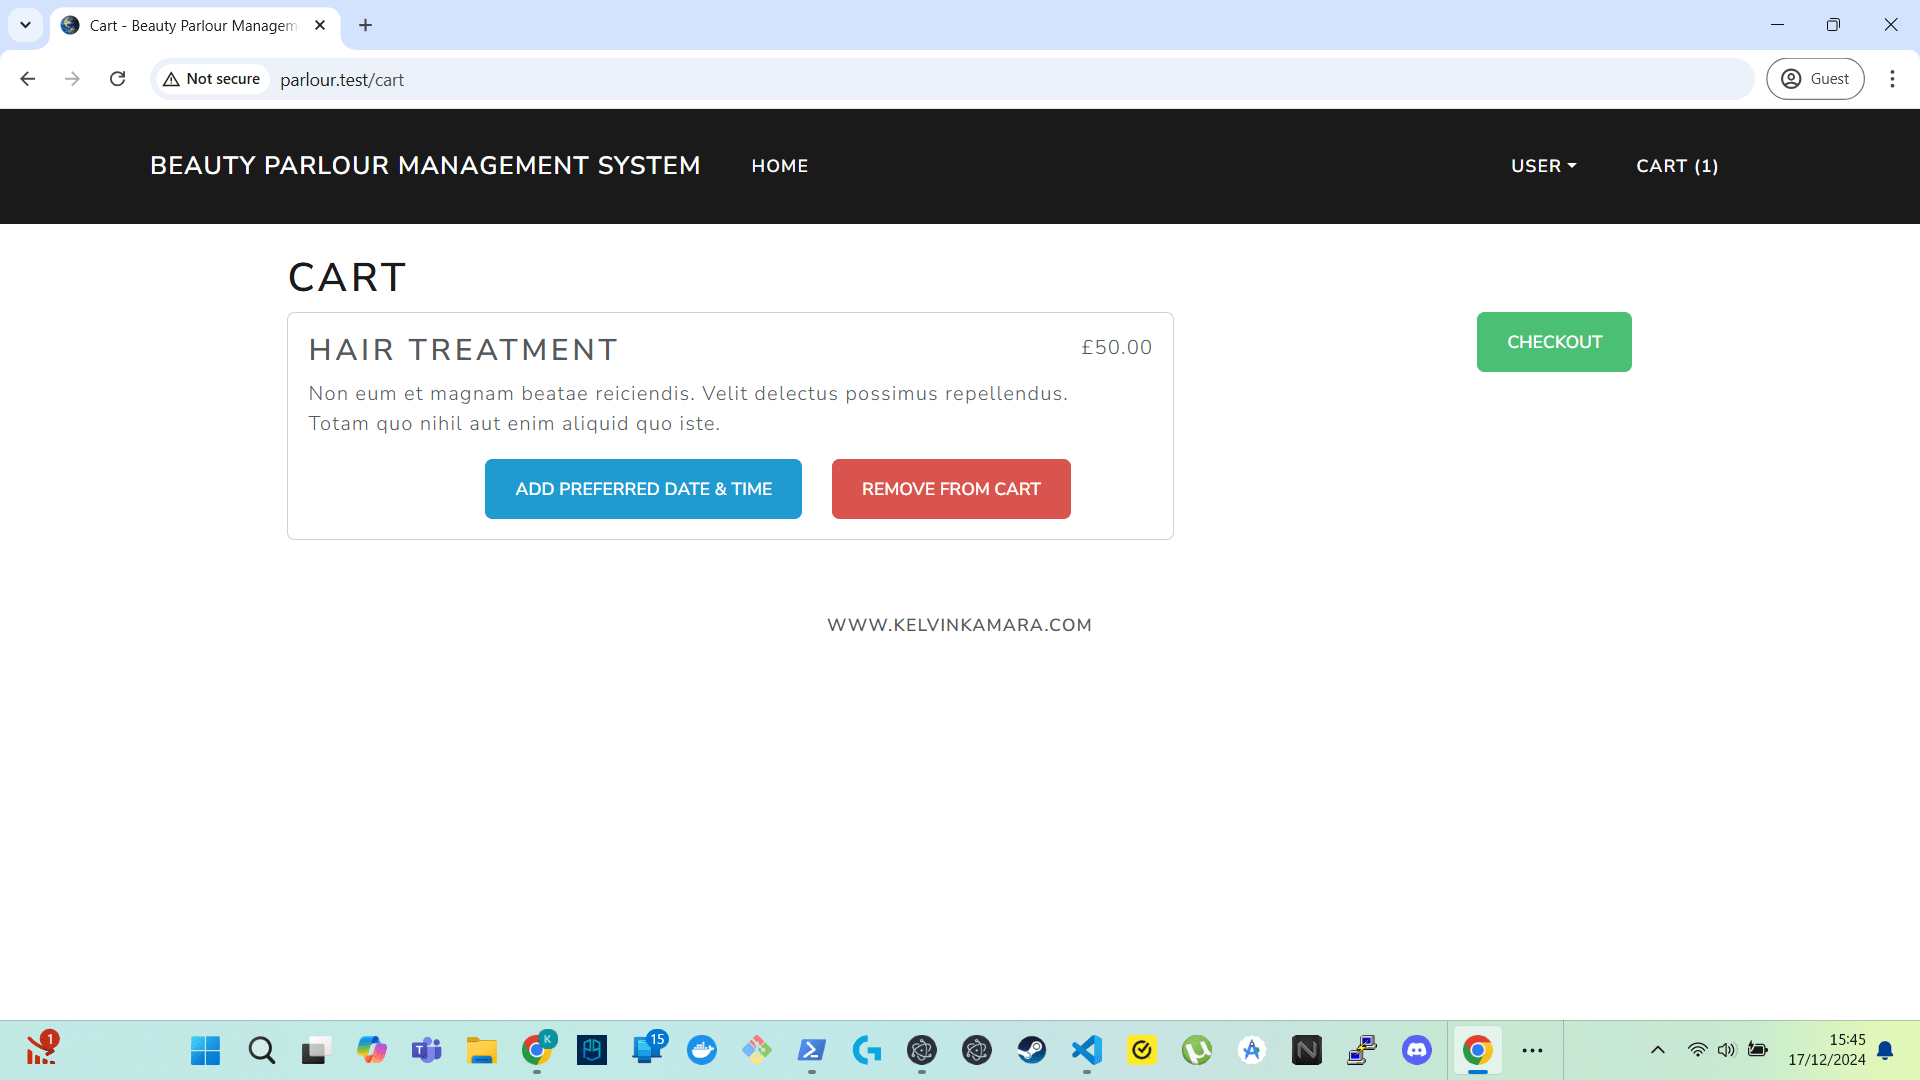 Cart - Beauty Parlour Managem
Not secure
parlour.test/cart
Guest
BEAUTY PARLOUR MANAGEMENT SYSTEM
HOME
USER
CART (1)
CART
HAIR TREATMENT
£50.00
Non eum et magnam beatae reiciendis. Velit delectus possimus repellendus.
Totam quo nihil aut enim aliquid quo iste.
ADD PREFERRED DATE & TIME
REMOVE FROM CART
CHECKOUT
WWW.KELVINKAMARA.COM
1
K
15
15:45
17/12/2024